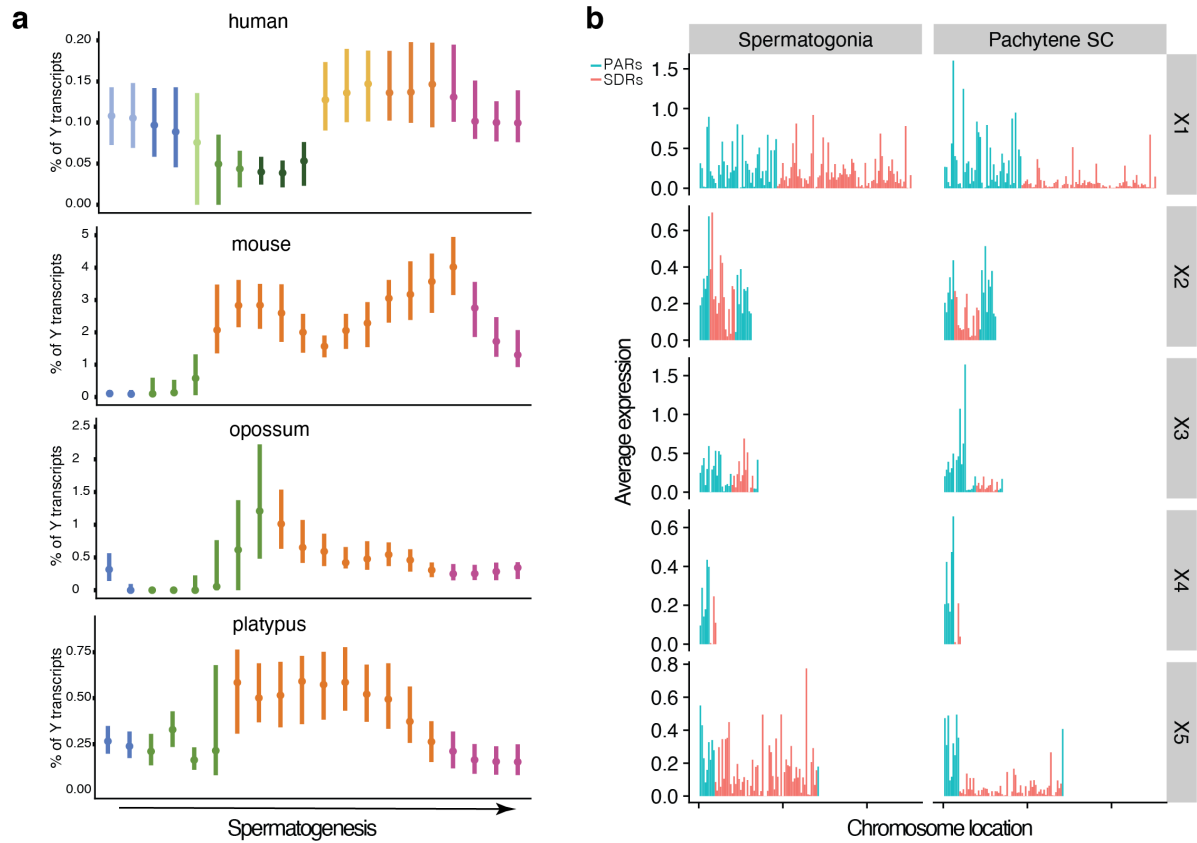 a
human
% of Y transcripts
0.20
0.15
0.10
0.05
0.00
mouse
% of Y transcripts
5
4
3
2
1
0
opossum
% of Y transcripts
2.5
2
1.5
1
0.5
0
platypus
% of Y transcripts
0.75
0.50
0.25
0.00
Spermatogenesis
b
Spermatogonia
Pachytene SC
PARs
SDRs
Average expression
1.5
1.0
0.5
0.0
X1
0.6
0.4
0.2
0.0
X2
1.5
1.0
0.5
0.0
X3
0.6
0.4
0.2
0.0
X4
0.8
0.6
0.4
0.2
0.0
X5
Chromosome location